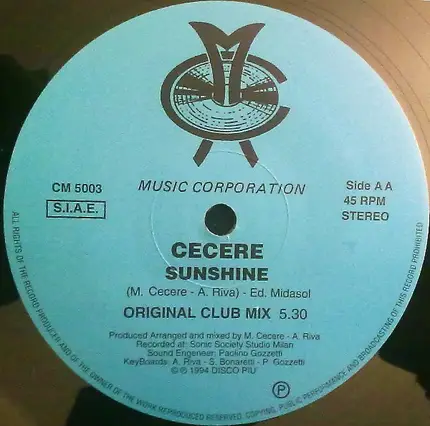 MUSIC CORPORATION
CM 5003
S.I.A.E.
Side A A
45 RPM
STEREO
CECERE
SUNSHINE
(M. Cecere - A. Riva) - Ed. Midasol
ORIGINAL CLUB MIX 5.30
Produced Arranged and mixed by M. Cecere - A. Riva
Recorded at: Sonic Society Studio Milan
Sound Engeneer: Paolino Gozzetti
KeyBoards: A. Riva - S. Bonaretti - P. Gozzetti
© ℗ 1994 DISCO PIU'
P
ALL RIGHTS OF THE RECORD PRODUCER AND OF THE OWNER OF THE WORK REPRODUCED RESERVED, COPYING, PUBLIC PERFORMANCE AND BROADCASTING OF THIS RECORD PROHIBITED